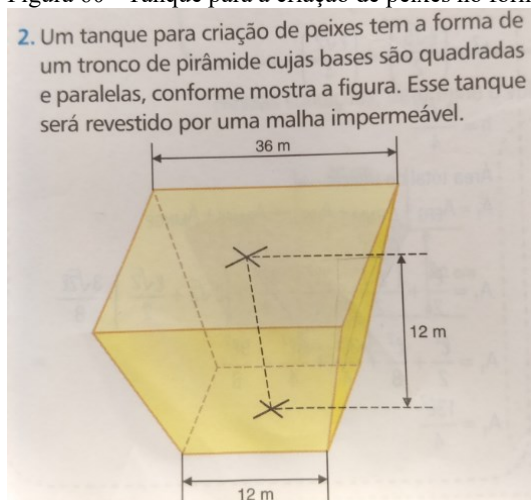 2. Um tanque para criação de peixes tem a forma de
um tronco de pirâmide cujas bases são quadradas
e paralelas, conforme mostra a figura. Esse tanque
será revestido por uma malha impermeável.
36 m
12 m
12 m